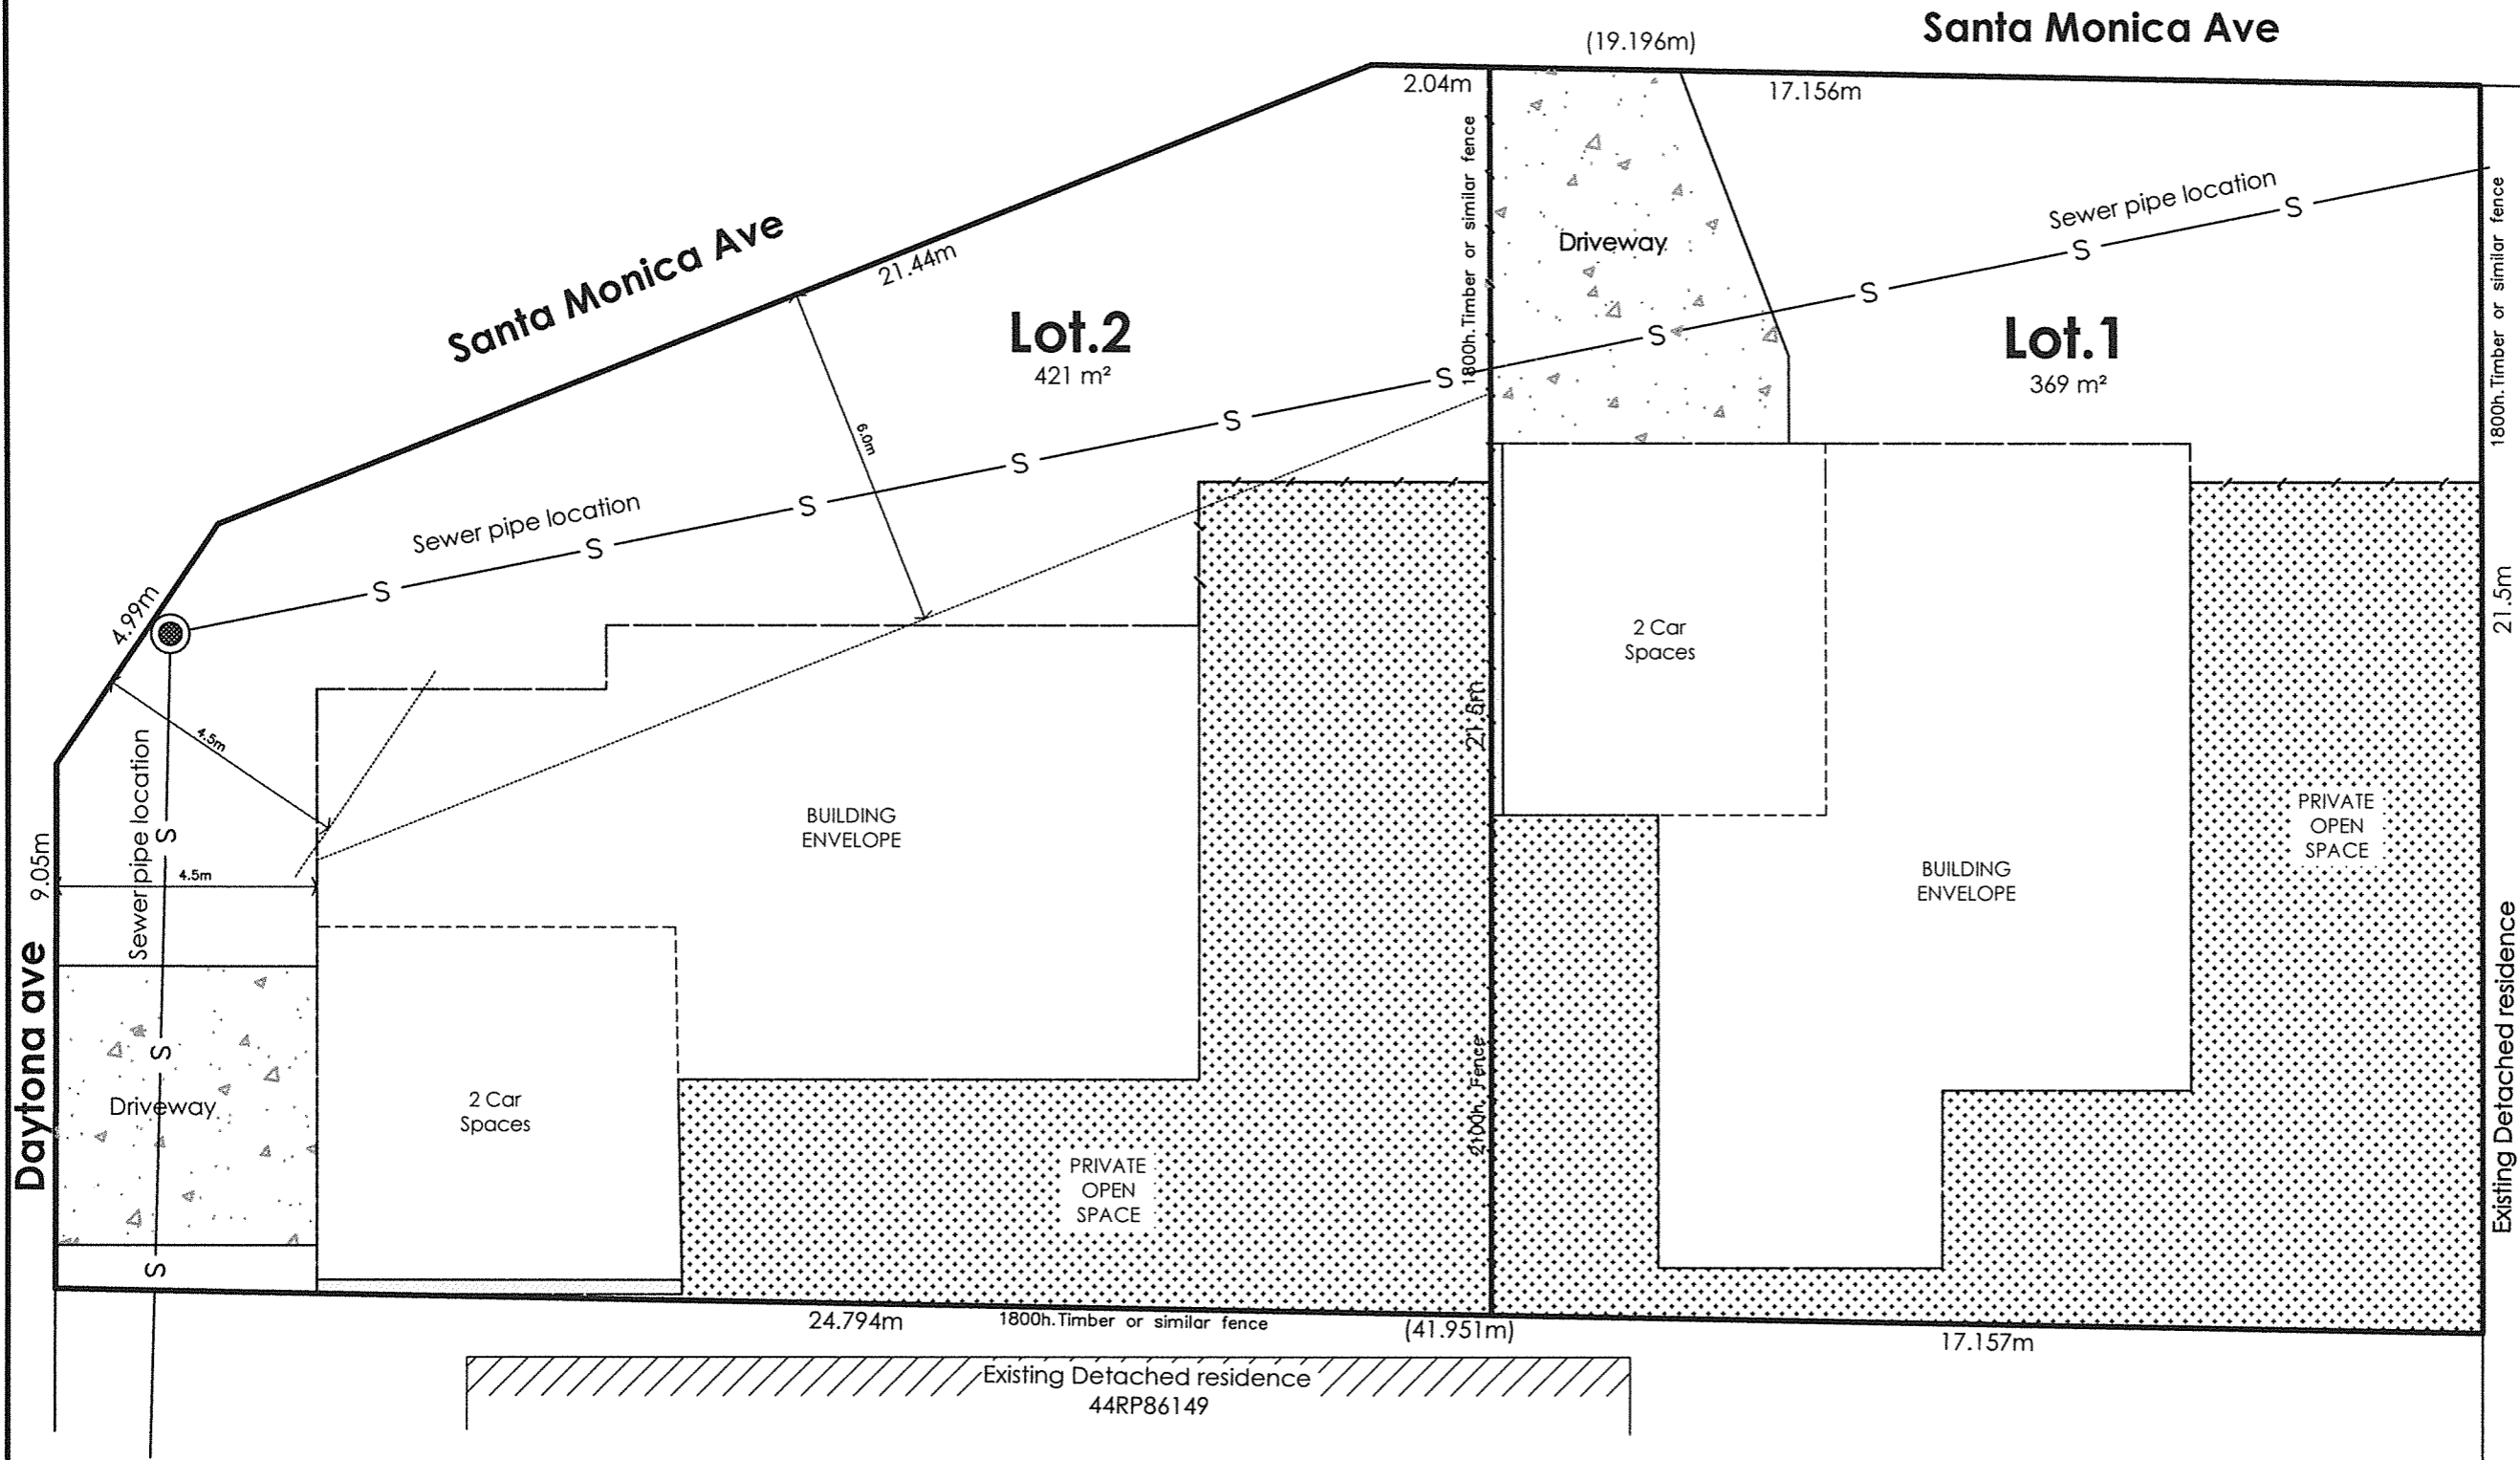 Santa Monica Ave
(19.196m)
2.04m
17.156m
1800h.Timber or similar fence
Driveway
Sewer pipe location
S
S
S
S
1800h.Timber or similar fence
Santa Monica Ave
21.44m
Lot.2
421 m²
Lot.1
369 m²
6.0m
S
S
S
S
S
S
Sewer pipe location
4.99m
2 Car
Spaces
21.5m
21.5m
4.5m
Sewer pipe location
S
BUILDING
ENVELOPE
PRIVATE
OPEN
SPACE
BUILDING
ENVELOPE
9.05m
4.5m
Daytona ave
Existing Detached residence
S
Driveway
2 Car
Spaces
2100h. Fence
PRIVATE
OPEN
SPACE
S
24.794m
1800h.Timber or similar fence
(41.951m)
17.157m
Existing Detached residence
44RP86149